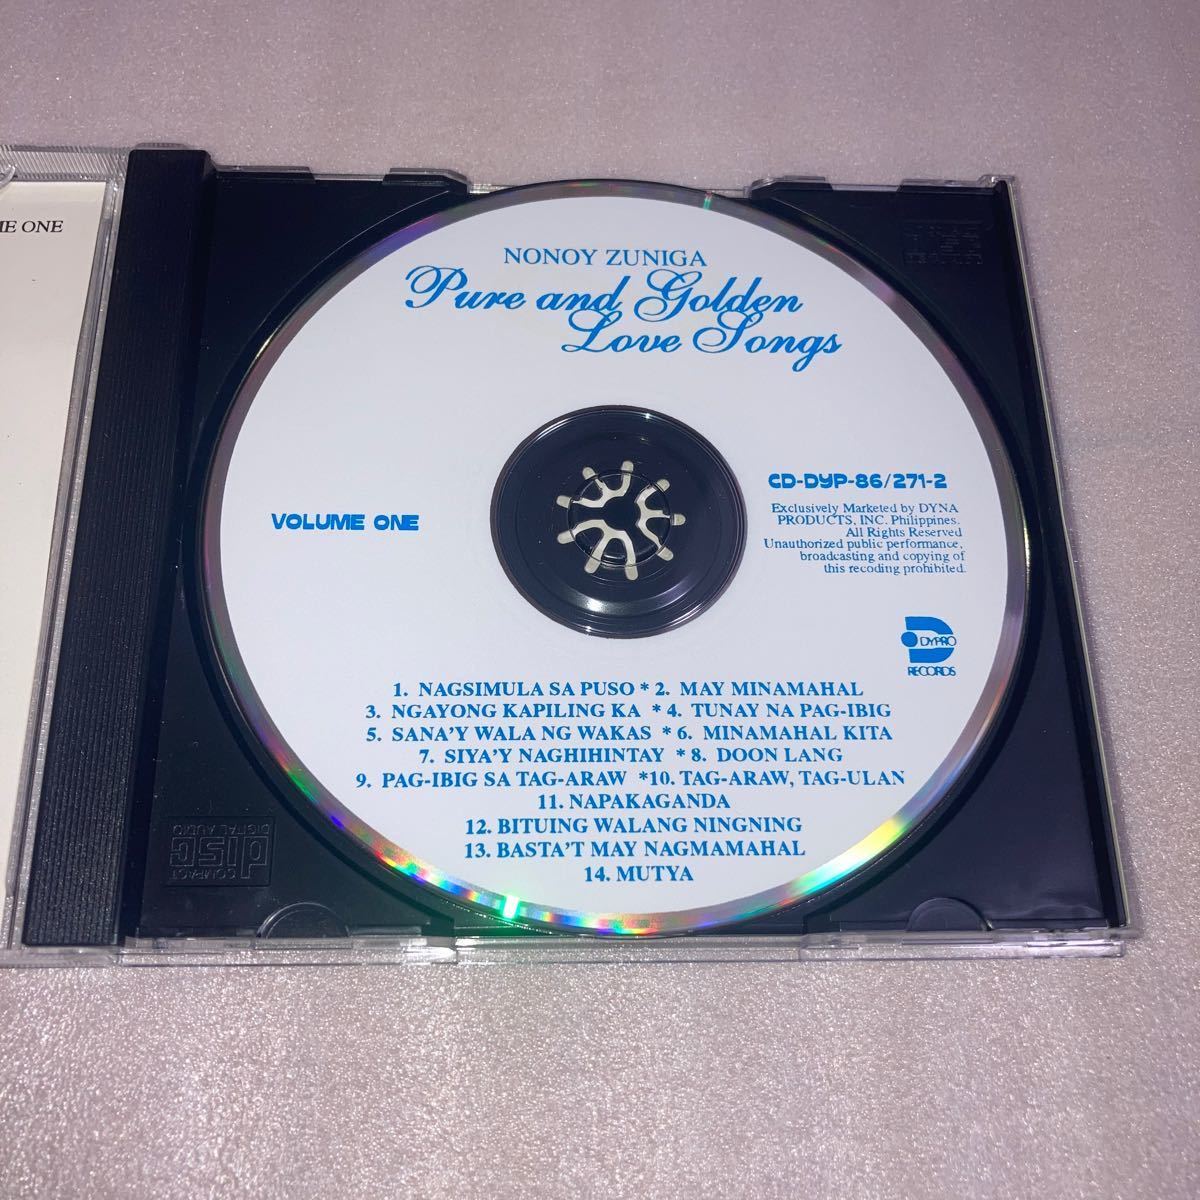 ME ONE
NONOY ZUNIGA
Pure and Golden
Love Songs
VOLUME ONE
CD-DYP-86/271-2
Exclusively Marketed by DYNA
PRODUCTS, INC. Philippines.
All Rights Reserved
Unauthorized public performance,
broadcasting and copying of
this recoding prohibited.
DYPRO
RECORDS
1. NAGSIMULA SA PUSO * 2. MAY MINAMAHAL
3. NGAYONG KAPILING KA * 4. TUNAY NA PAG-IBIG
5. SANA'Y WALA NG WAKAS * 6. MINAMAHAL KITA
7. SIYA'Y NAGHIHINTAY * 8. DOON LANG
9. PAG-IBIG SA TAG-ARAW *10. TAG-ARAW, TAG-ULAN
11. NAPAKAGANDA
12. BITUING WALANG NINGNING
13. BASTA'T MAY NAGMAMAHAL
14. MUTYA
COMPACT
disc
DIGITAL AUDIO